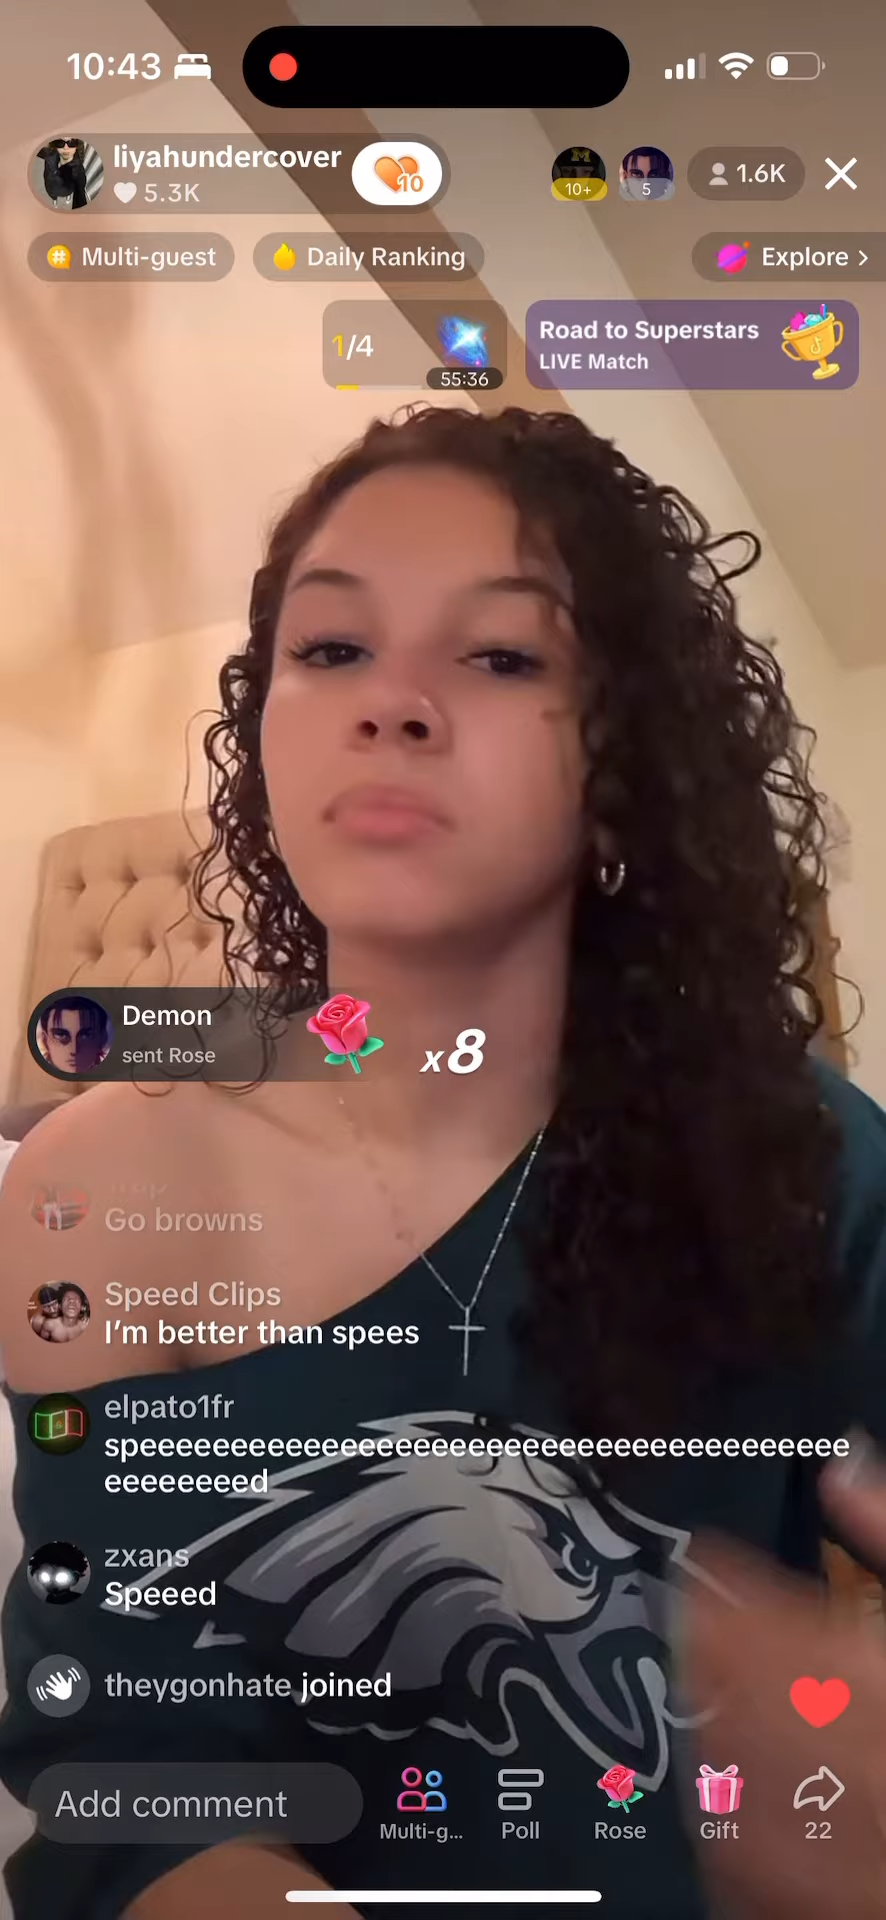 10:43
liyahundercover
5.3K
10
10+
5
1.6K
Multi-guest
Daily Ranking
Explore >
1/4
55:36
Road to Superstars
LIVE Match
Demon
sent Rose
x8
Go browns
Speed Clips
I'm better than spees
elpato1fr
speeeeeeeeeeeeeeeeeeeeeeeeeeeeeeeeeeeeeee
eeeeeeeed
zxans
Speeed
theygonhate joined
Add comment
Multi-g...
Poll
Rose
Gift
22